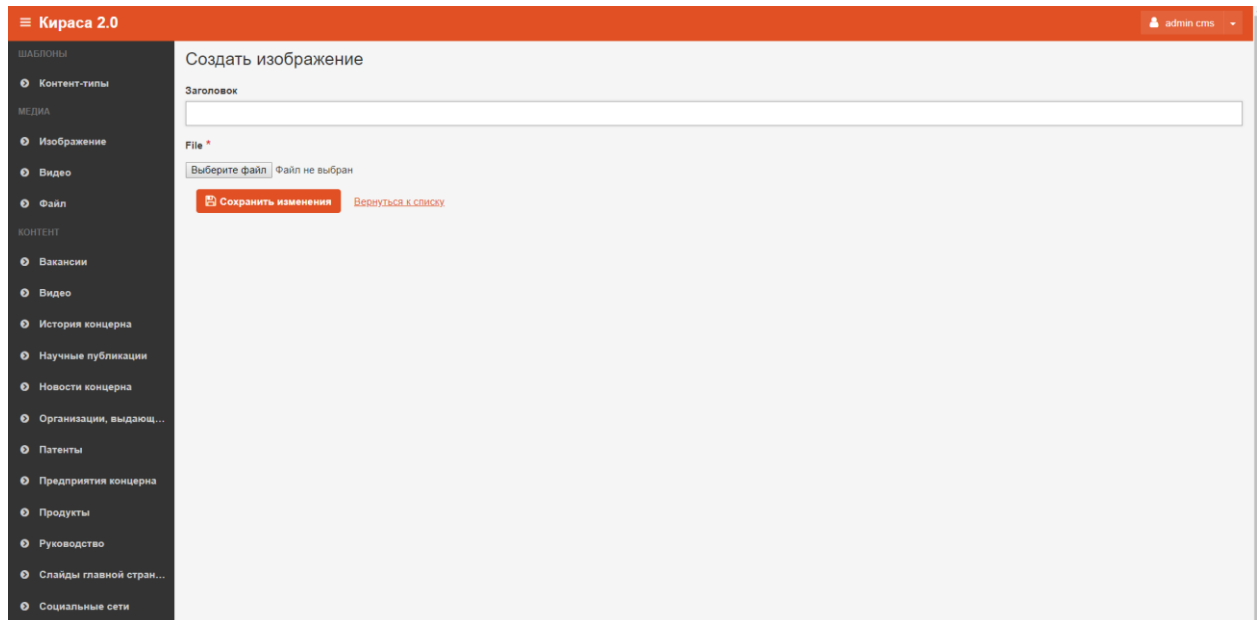 Кираса 2.0
admin cms
ШАБЛОНЫ
Контент-типы
МЕДИА
Изображение
Видео
Файл
КОНТЕНТ
Вакансии
Видео
История концерна
Научные публикации
Новости концерна
Организации, выдающ...
Патенты
Предприятия концерна
Продукты
Руководство
Слайды главной стран...
Социальные сети
Создать изображение
Заголовок
File *
Выберите файл Файл не выбран
Сохранить изменения Вернуться к списку